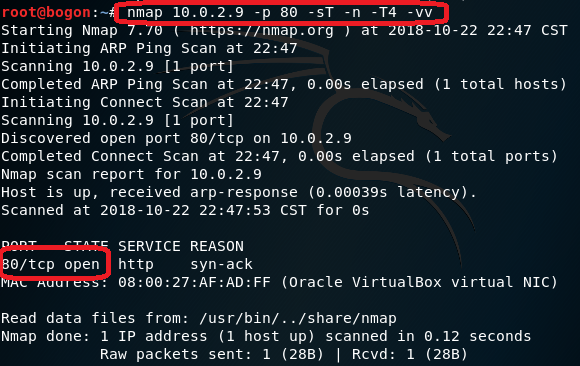 root@bogon:~# nmap 10.0.2.9 -p 80 -sT -n -T4 -vv
Starting Nmap 7.70 ( https://nmap.org ) at 2018-10-22 22:47 CST
Initiating ARP Ping Scan at 22:47
Scanning 10.0.2.9 [1 port]
Completed ARP Ping Scan at 22:47, 0.00s elapsed (1 total hosts)
Initiating Connect Scan at 22:47
Scanning 10.0.2.9 [1 port]
Discovered open port 80/tcp on 10.0.2.9
Completed Connect Scan at 22:47, 0.00s elapsed (1 total ports)
Nmap scan report for 10.0.2.9
Host is up, received arp-response (0.00039s latency).
Scanned at 2018-10-22 22:47:53 CST for 0s
PORT   STATE SERVICE REASON
80/tcp open  http    syn-ack
MAC Address: 08:00:27:AF:AD:FF (Oracle VirtualBox virtual NIC)
Read data files from: /usr/bin/../share/nmap
Nmap done: 1 IP address (1 host up) scanned in 0.12 seconds
Raw packets sent: 1 (28B) | Rcvd: 1 (28B)